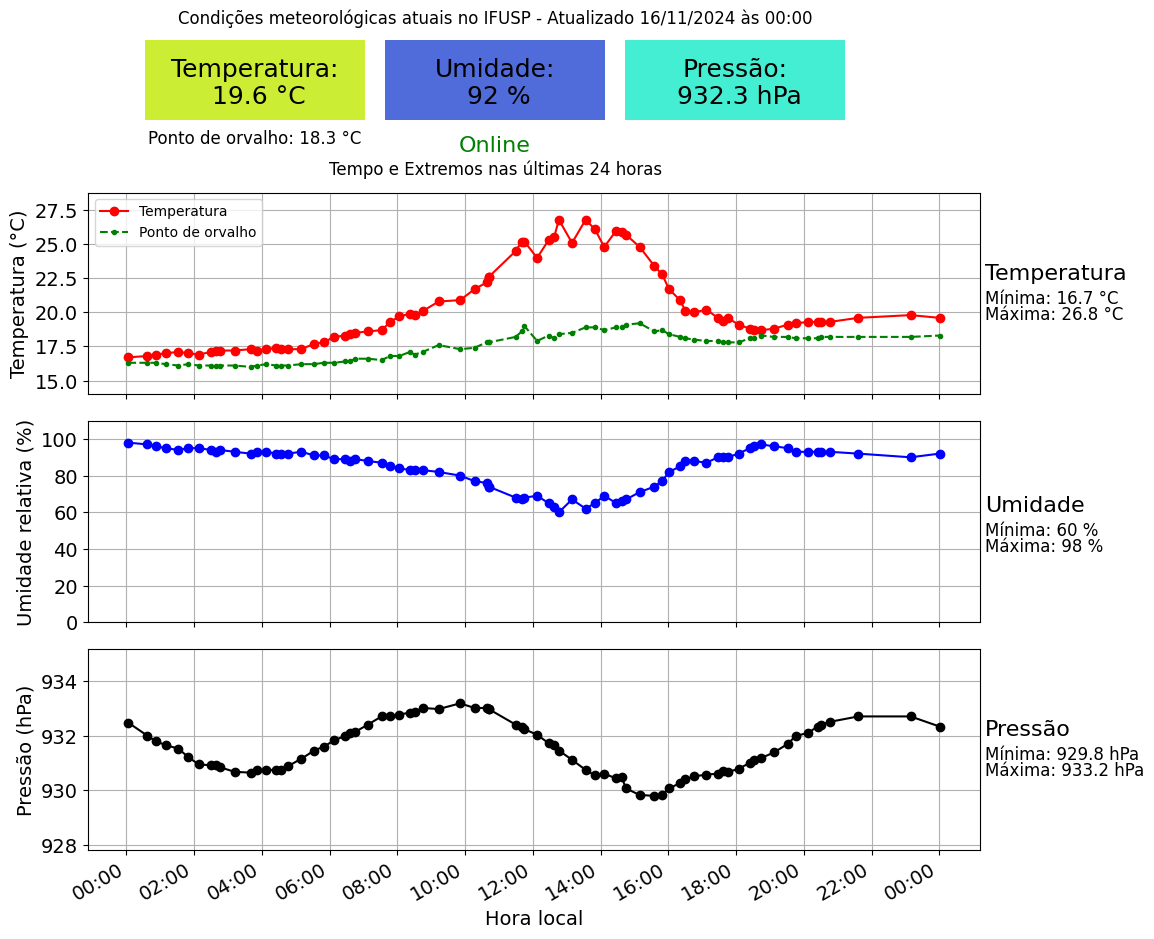 Condições meteorológicas atuais no IFUSP - Atualizado 16/11/2024 às 00:00
Temperatura:
19.6 °C
Umidade:
92 %
Pressão:
932.3 hPa
Ponto de orvalho: 18.3 °C
Online
Tempo e Extremos nas últimas 24 horas
Temperatura (°C)
27.5
25.0
22.5
20.0
17.5
15.0
Temperatura
Ponto de orvalho
Temperatura
Mínima: 16.7 °C
Máxima: 26.8 °C
Umidade relativa (%)
100
80
60
40
20
0
Umidade
Mínima: 60 %
Máxima: 98 %
Pressão (hPa)
934
932
930
928
Pressão
Mínima: 929.8 hPa
Máxima: 933.2 hPa
00:00 02:00 04:00 06:00 08:00 10:00 12:00 14:00 16:00 18:00 20:00 22:00 00:00
Hora local